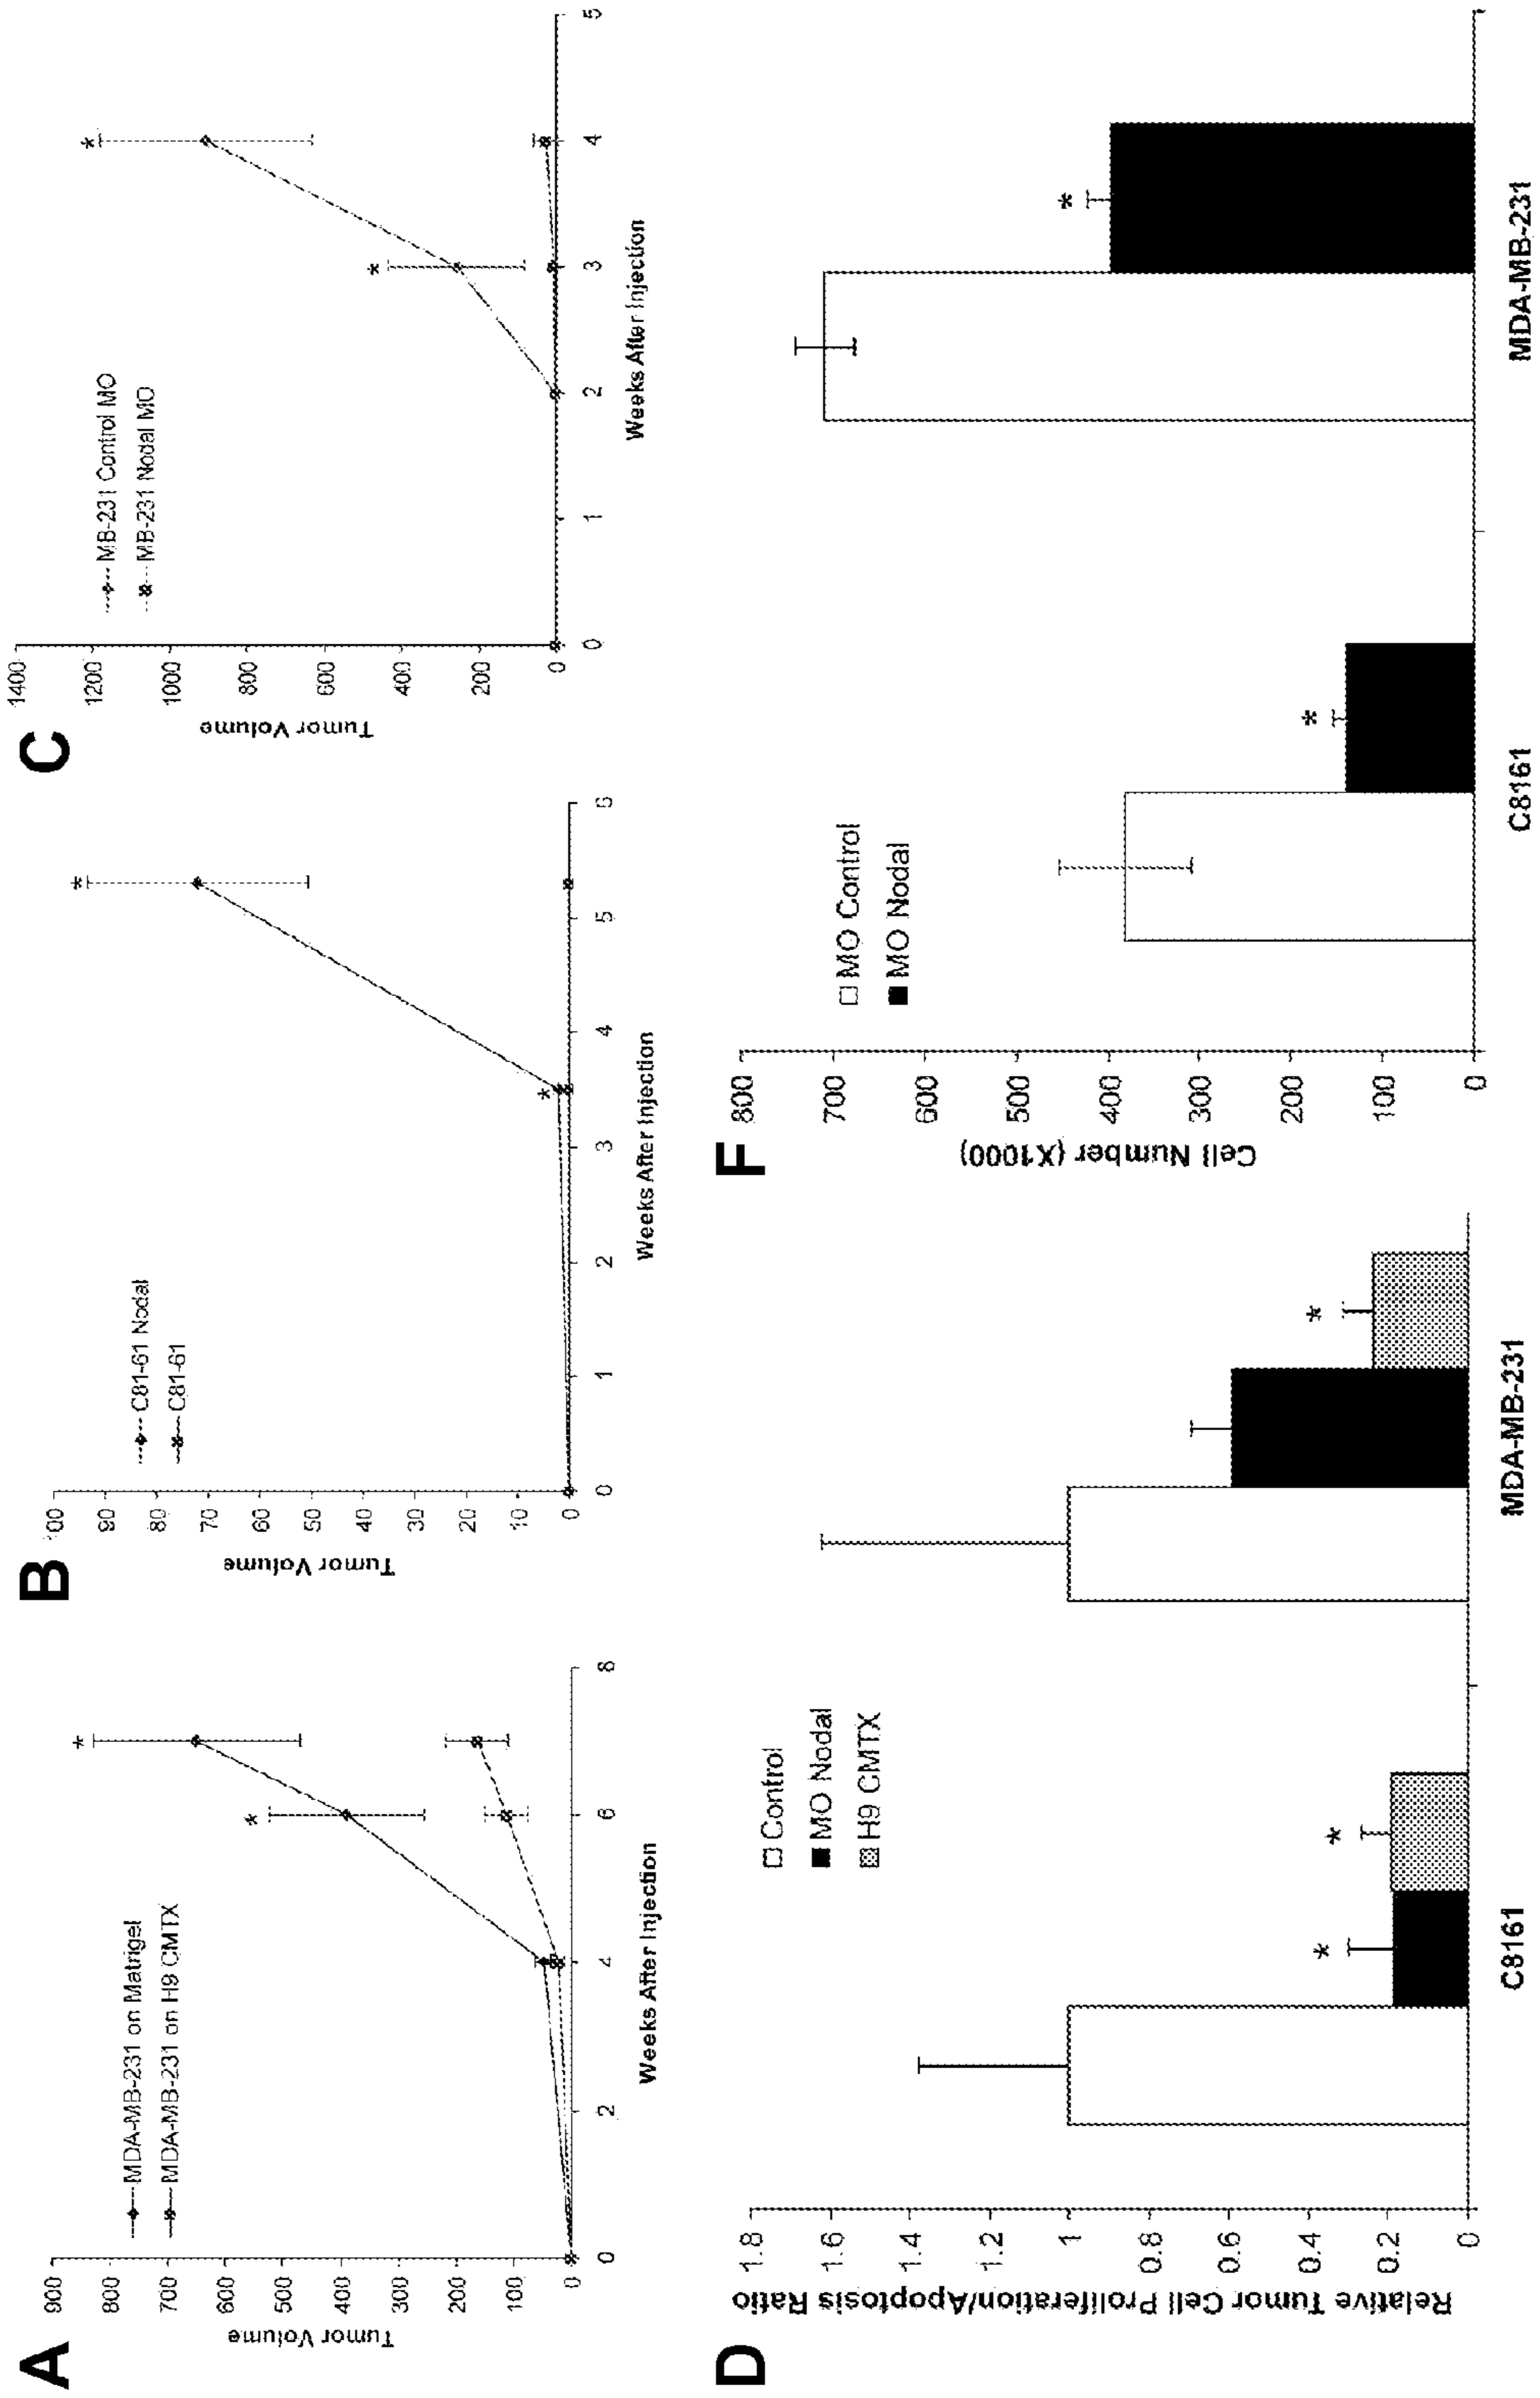 A
Tumor Volume
900
800
700
600
500
400
300
200
100
0
MDA-MB-231 on Matrigel
MDA-MB-231 on H9 CMTX
*
*
0 2 4 6 8
Weeks After Injection
B
Tumor Volume
100
90
80
70
60
50
40
30
20
10
0
C81-61 Nodal
C81-61
*
*
0 1 2 3 4 5 6
Weeks After Injection
C
Tumor Volume
1400
1200
1000
800
600
400
200
0
MB-231 Control MO
MB-231 Nodal MO
*
*
0 1 2 3 4 5
Weeks After Injection
D
Relative Tumor Cell Proliferation/Apoptosis Ratio
1.8
1.6
1.4
1.2
1
0.8
0.6
0.4
0.2
0
Control
MO Nodal
H9 CMTX
*
*
*
C8161 MDA-MB-231
F
Cell Number (X1000)
800
700
600
500
400
300
200
100
0
MO Control
MO Nodal
*
*
C8161 MDA-MB-231